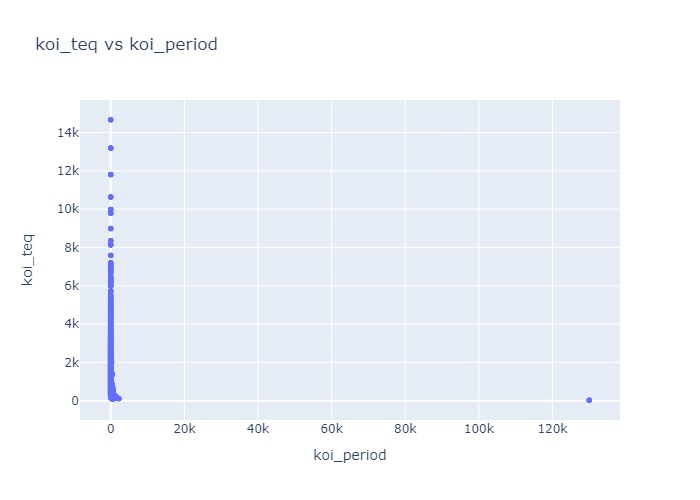 koi_teq vs koi_period
14k
12k
10k
8k
6k
4k
2k
0
koi_teq
0 20k 40k 60k 80k 100k 120k
koi_period